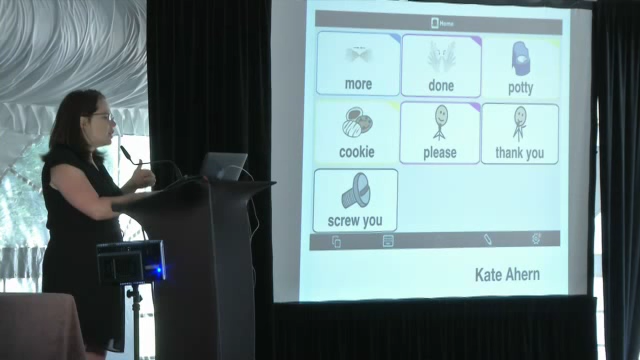 Home
more
done
potty
cookie
please
thank you
screw you
Kate Ahern